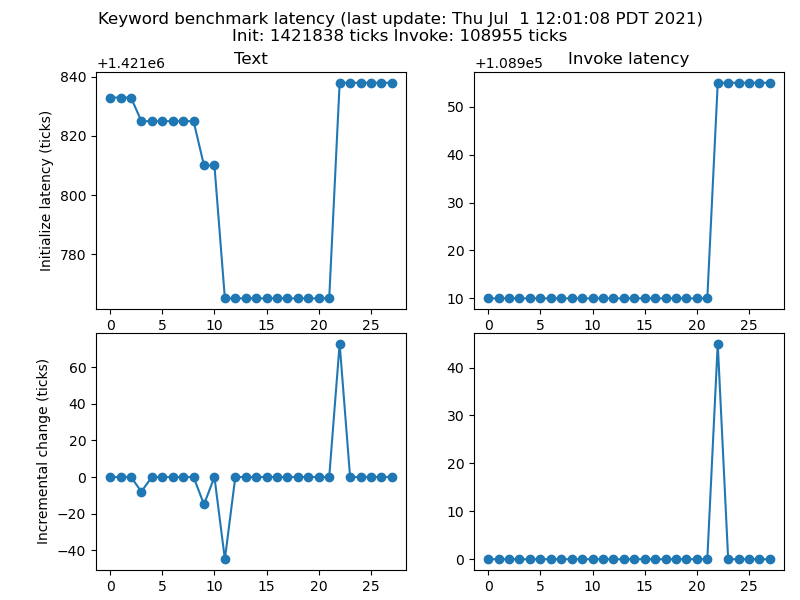 Keyword benchmark latency (last update: Thu Jul  1 12:01:08 PDT 2021)
Init: 1421838 ticks Invoke: 108955 ticks
Text
+1.421e6
Initialize latency (ticks)
840
820
800
780
0 5 10 15 20 25
Invoke latency
+1.089e5
50
40
30
20
10
0 5 10 15 20 25
Incremental change (ticks)
60
40
20
0
−20
−40
0 5 10 15 20 25
40
30
20
10
0
0 5 10 15 20 25